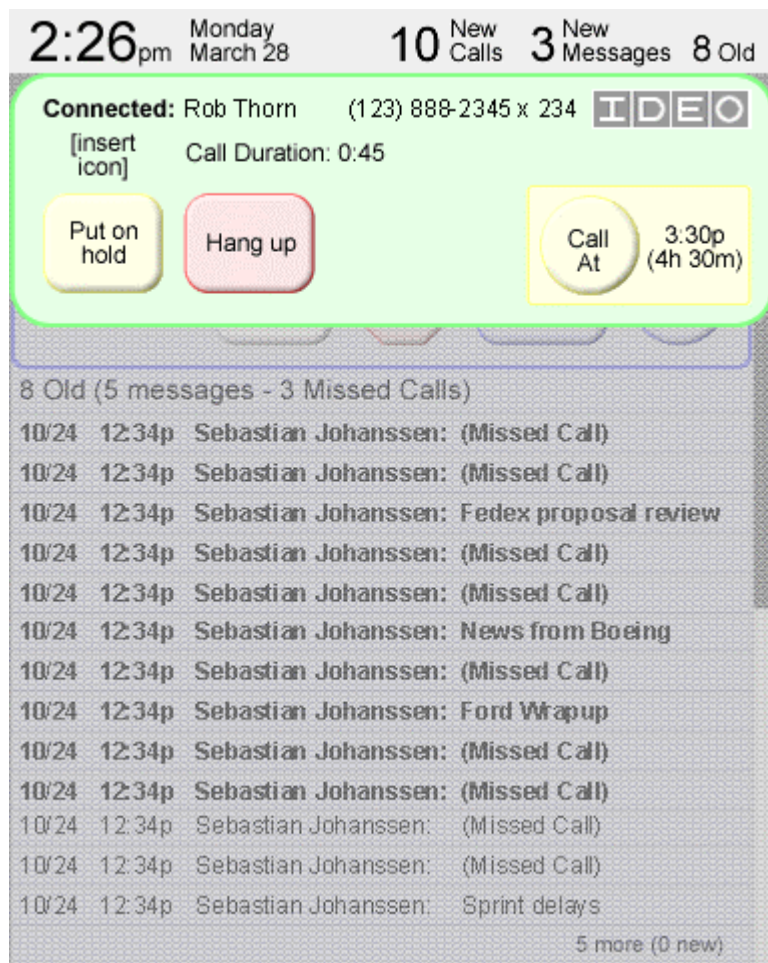 2:26pm Monday March 28 10 New Calls 3 New Messages 8 Old
Connected: Rob Thorn (123) 888-2345 x 234 IDEO
[insert icon] Call Duration: 0:45
Put on hold Hang up Call At 3:30p (4h 30m)
8 Old (5 messages - 3 Missed Calls)
10/24 12:34p Sebastian Johanssen: (Missed Call)
10/24 12:34p Sebastian Johanssen: (Missed Call)
10/24 12:34p Sebastian Johanssen: Fedex proposal review
10/24 12:34p Sebastian Johanssen: (Missed Call)
10/24 12:34p Sebastian Johanssen: (Missed Call)
10/24 12:34p Sebastian Johanssen: News from Boeing
10/24 12:34p Sebastian Johanssen: (Missed Call)
10/24 12:34p Sebastian Johanssen: Ford Wrapup
10/24 12:34p Sebastian Johanssen: (Missed Call)
10/24 12:34p Sebastian Johanssen: (Missed Call)
10/24 12:34p Sebastian Johanssen: (Missed Call)
10/24 12:34p Sebastian Johanssen: (Missed Call)
10/24 12:34p Sebastian Johanssen: Sprint delays
5 more (0 new)